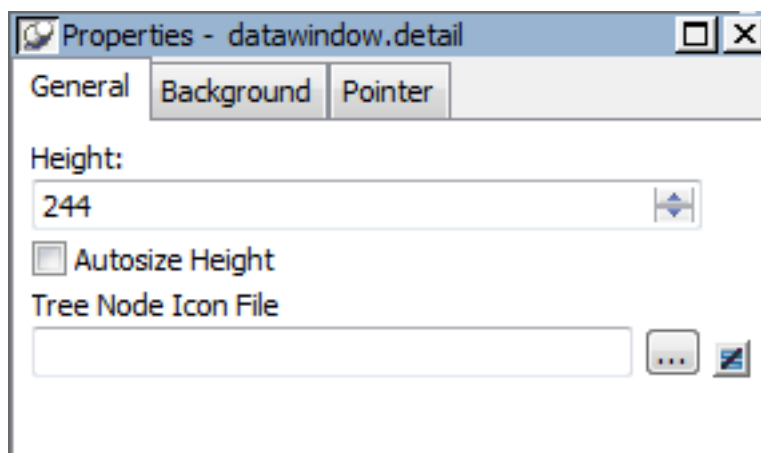 Properties - datawindow.detail
General Background Pointer
Height:
244
Autosize Height
Tree Node Icon File
...